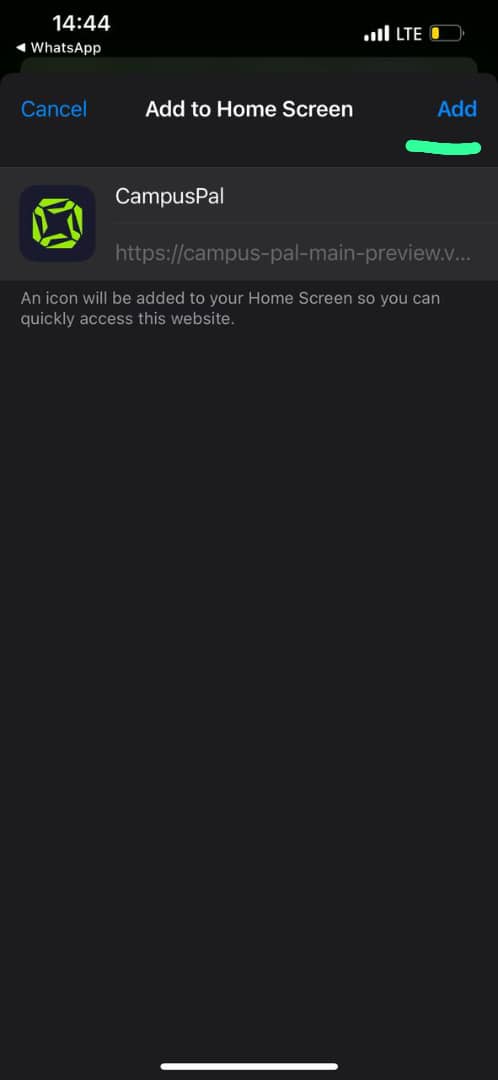 14:44
LTE
◄ WhatsApp
Cancel
Add to Home Screen
Add
CampusPal
https://campus-pal-main-preview.v...
An icon will be added to your Home Screen so you can
quickly access this website.